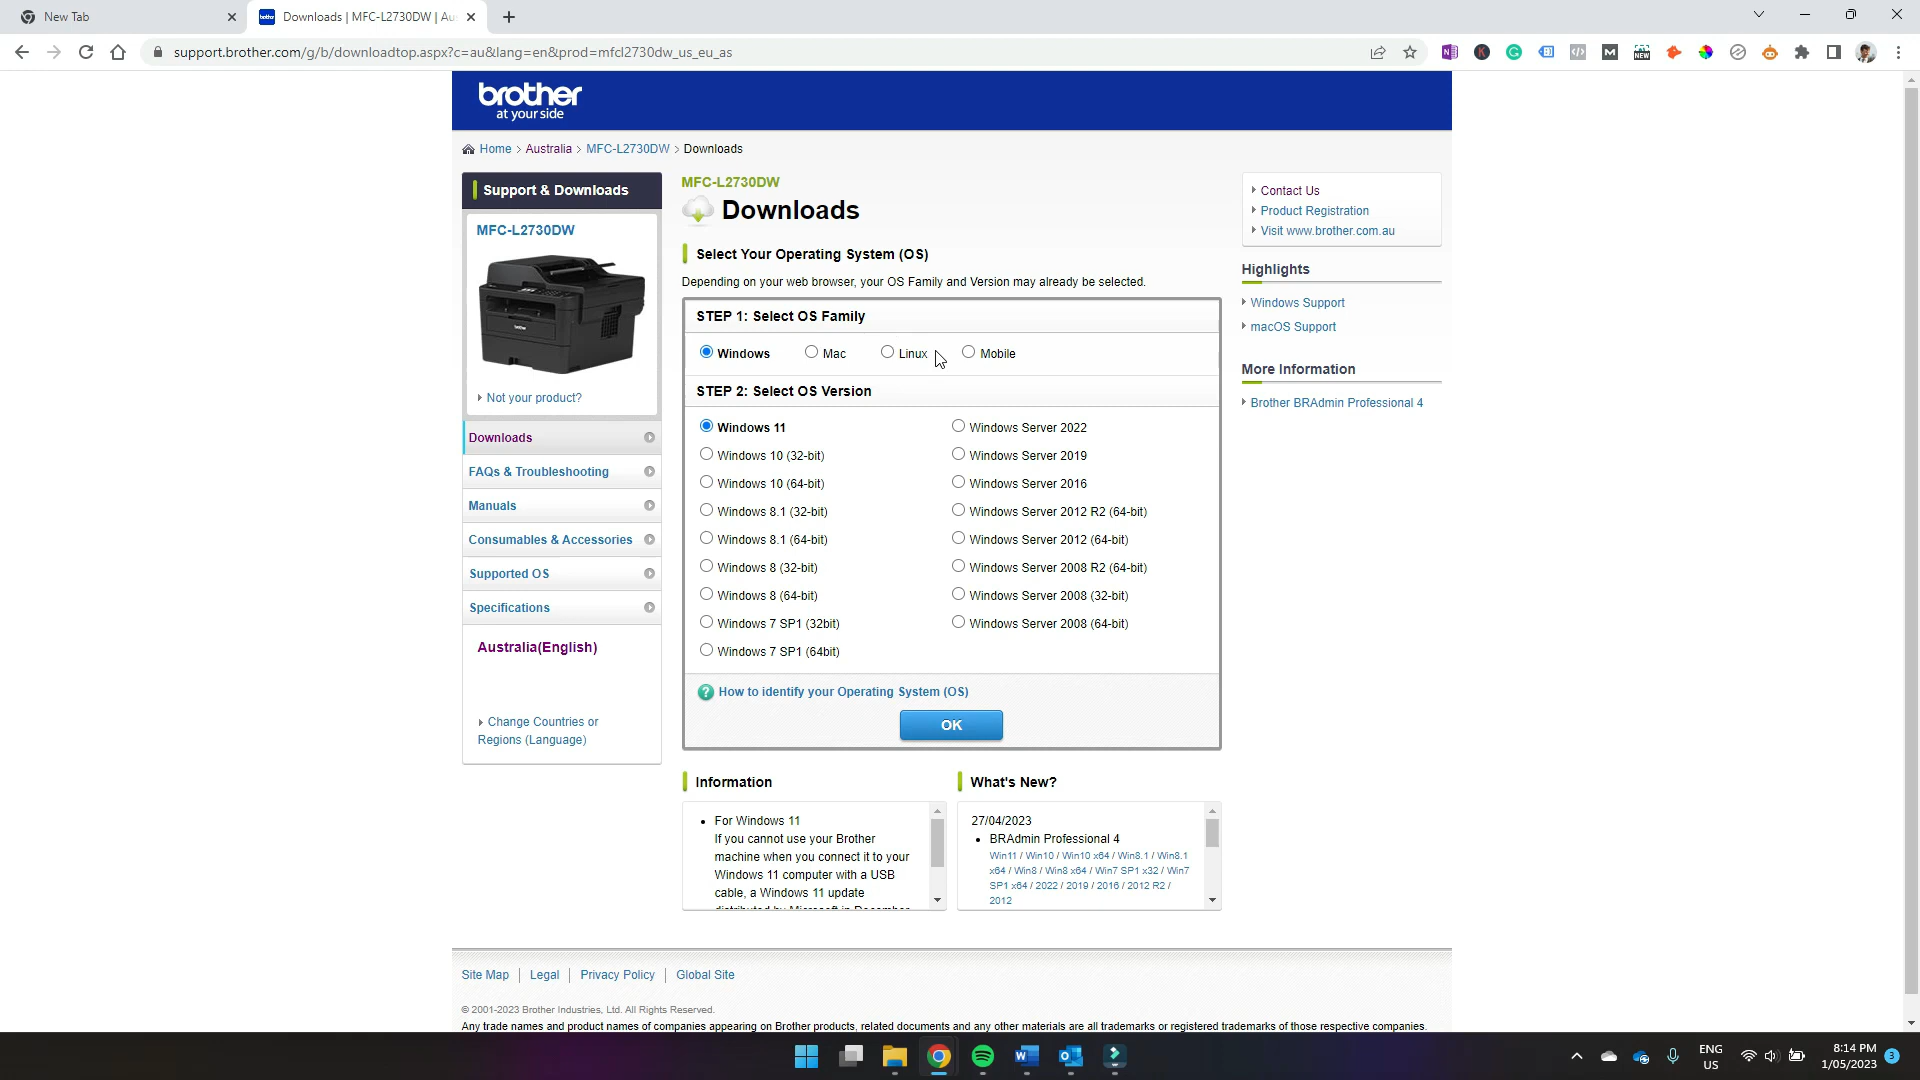 New Tab
Downloads | MFC-L2730DW | Au
support.brother.com/g/b/downloadtop.aspx?c=au&lang=en&prod=mfcl2730dw_us_eu_as
brother
at your side
Home > Australia > MFC-L2730DW > Downloads
Support & Downloads
MFC-L2730DW
brother
Not your product?
Downloads
FAQs & Troubleshooting
Manuals
Consumables & Accessories
Supported OS
Specifications
Australia(English)
Change Countries or
Regions (Language)
MFC-L2730DW
Downloads
Select Your Operating System (OS)
Depending on your web browser, your OS Family and Version may already be selected.
STEP 1: Select OS Family
Windows
Mac
Linux
Mobile
STEP 2: Select OS Version
Windows 11
Windows 10 (32-bit)
Windows 10 (64-bit)
Windows 8.1 (32-bit)
Windows 8.1 (64-bit)
Windows 8 (32-bit)
Windows 8 (64-bit)
Windows 7 SP1 (32bit)
Windows 7 SP1 (64bit)
Windows Server 2022
Windows Server 2019
Windows Server 2016
Windows Server 2012 R2 (64-bit)
Windows Server 2012 (64-bit)
Windows Server 2008 R2 (64-bit)
Windows Server 2008 (32-bit)
Windows Server 2008 (64-bit)
? How to identify your Operating System (OS)
OK
Information
• For Windows 11
If you cannot use your Brother
machine when you connect it to your
Windows 11 computer with a USB
cable, a Windows 11 update
distributed by Microsoft in December
What's New?
27/04/2023
• BRAdmin Professional 4
Win11 / Win10 / Win10 x64 / Win8.1 / Win8.1
x64 / Win8 / Win8 x64 / Win7 SP1 x32 / Win7
SP1 x64 / 2022 / 2019 / 2016 / 2012 R2 /
2012
Contact Us
Product Registration
Visit www.brother.com.au
Highlights
Windows Support
macOS Support
More Information
Brother BRAdmin Professional 4
Site Map | Legal | Privacy Policy | Global Site
© 2001-2023 Brother Industries, Ltd. All Rights Reserved.
Any trade names and product names of companies appearing on Brother products, related documents and any other materials are all trademarks or registered trademarks of those respective companies.
ENG
US
8:14 PM
1/05/2023
3